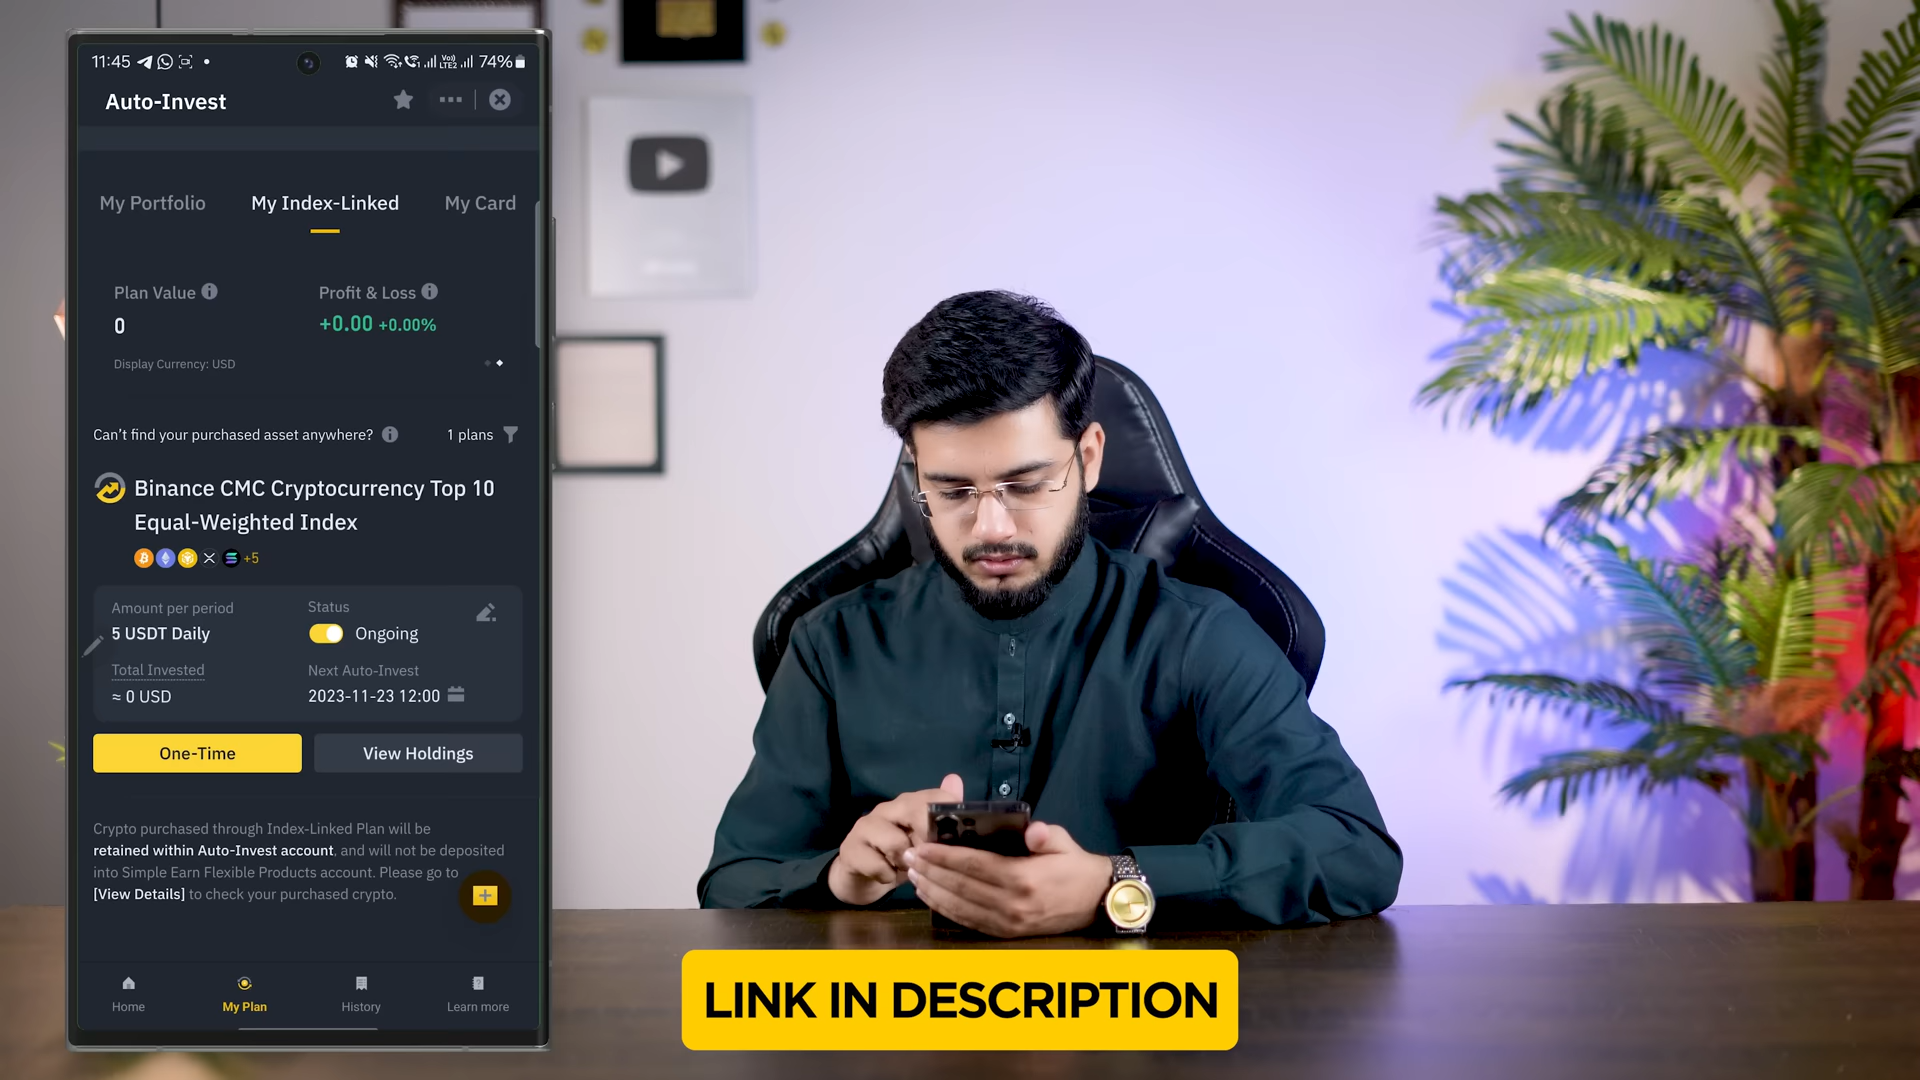 11:45
Vo)) LTE2 74%
Auto-Invest
My Portfolio My Index-Linked My Card
Plan Value Profit & Loss
0 +0.00 +0.00%
Display Currency: USD
Can't find your purchased asset anywhere? 1 plans
Binance CMC Cryptocurrency Top 10
Equal-Weighted Index
+5
Amount per period Status
5 USDT Daily Ongoing
Total Invested Next Auto-Invest
≈ 0 USD 2023-11-23 12:00
One-Time View Holdings
Crypto purchased through Index-Linked Plan will be
retained within Auto-Invest account, and will not be deposited
into Simple Earn Flexible Products account. Please go to
[View Details] to check your purchased crypto.
Home My Plan History Learn more
LINK IN DESCRIPTION